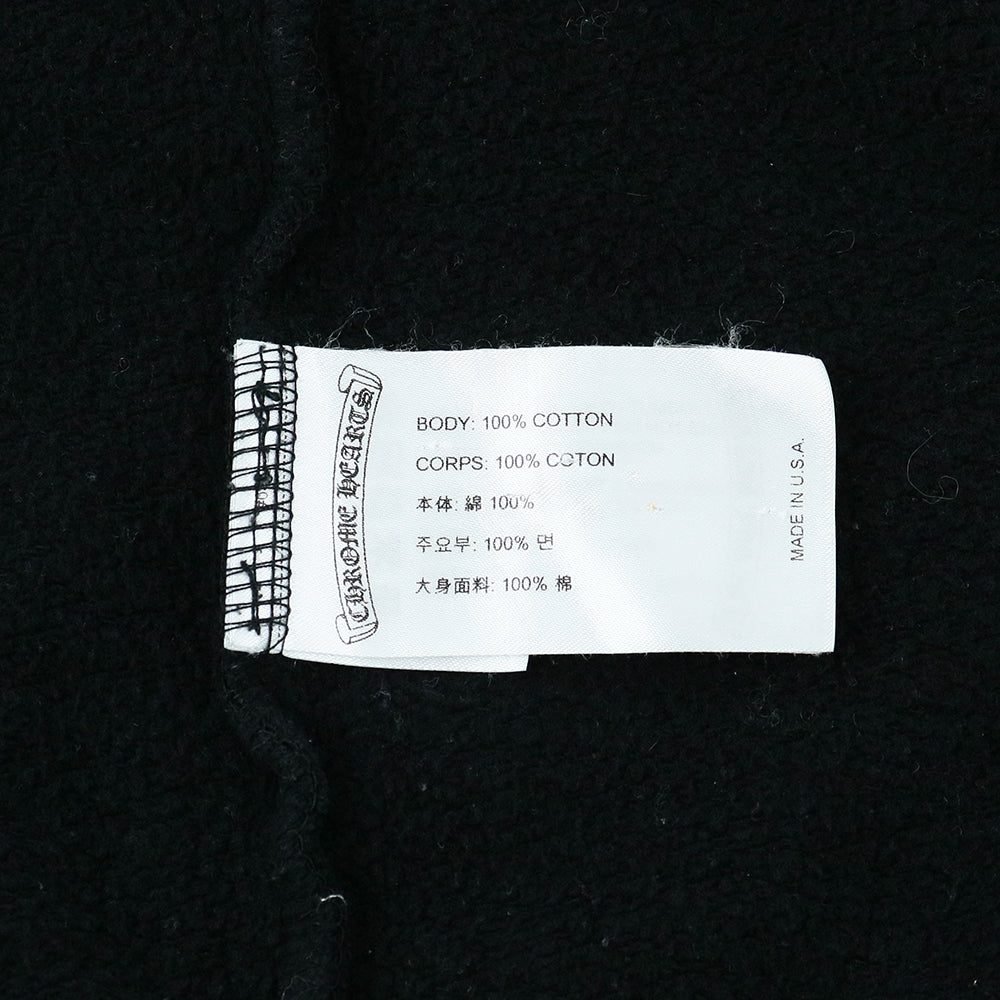 CHROME HEARTS
BODY: 100% COTTON
CORPS: 100% COTON
本体: 綿 100%
주요부: 100% 면
大身面料: 100% 棉
MADE IN U.S.A.